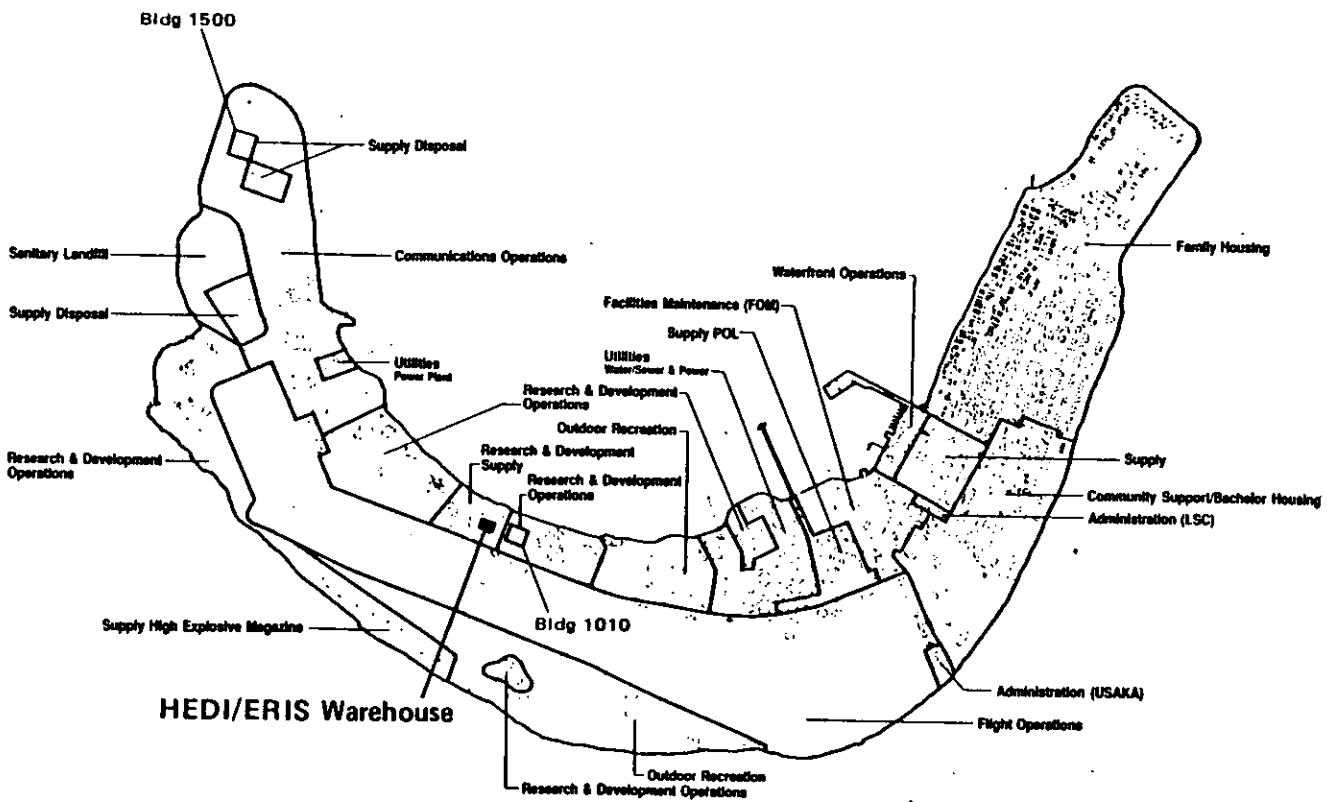 Bldg 1500
Supply Disposal
Sanitary Landfill
Communications Operations
Supply Disposal
Utilities
Power Plant
Research & Development
Operations
Family Housing
Waterfront Operations
Facilities Maintenance (FOM)
Supply POL
Utilities
Water/Sewer & Power
Research & Development
Operations
Outdoor Recreation
Research & Development
Supply
Research & Development
Operations
Supply
Community Support/Bachelor Housing
Administration (LSC)
Supply High Explosive Magazine
Bldg 1010
HEDI/ERIS Warehouse
Administration (USAKA)
Flight Operations
Outdoor Recreation
Research & Development Operations